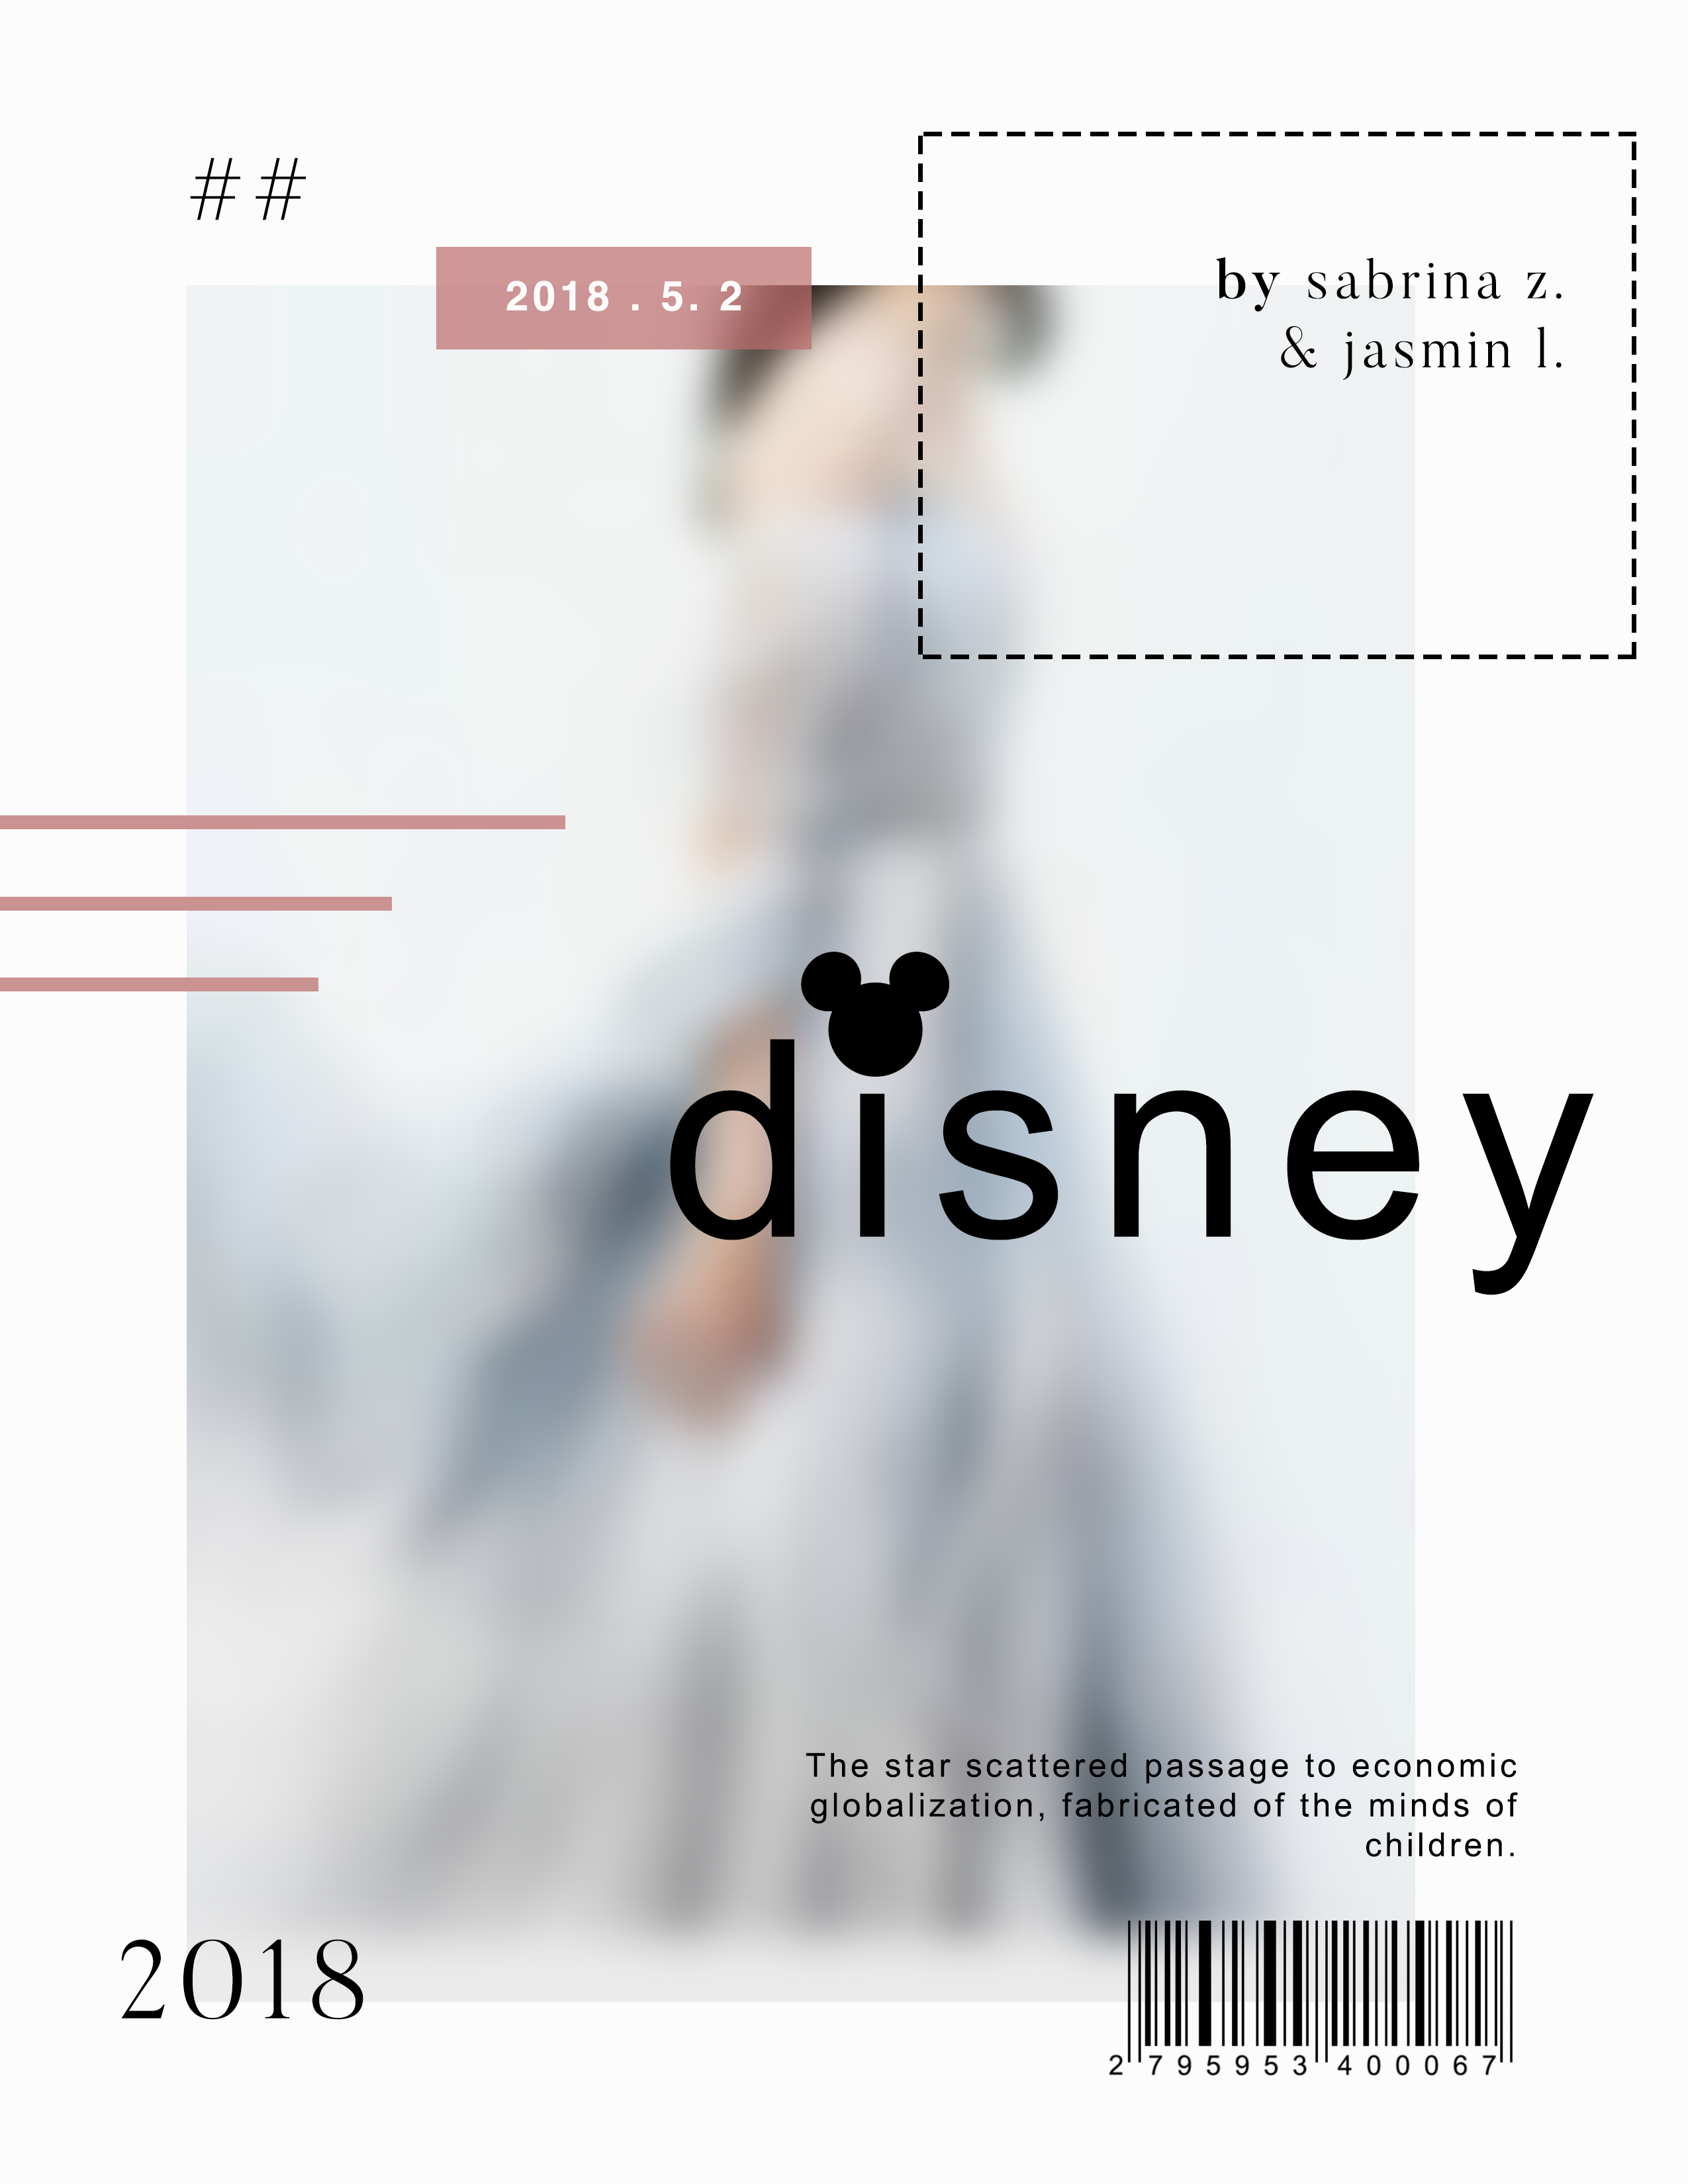 ##
2018 . 5. 2
by sabrina z.
& jasmin l.
disney
The star scattered passage to economic
globalization, fabricated of the minds of
children.
2018
2 795953 400067